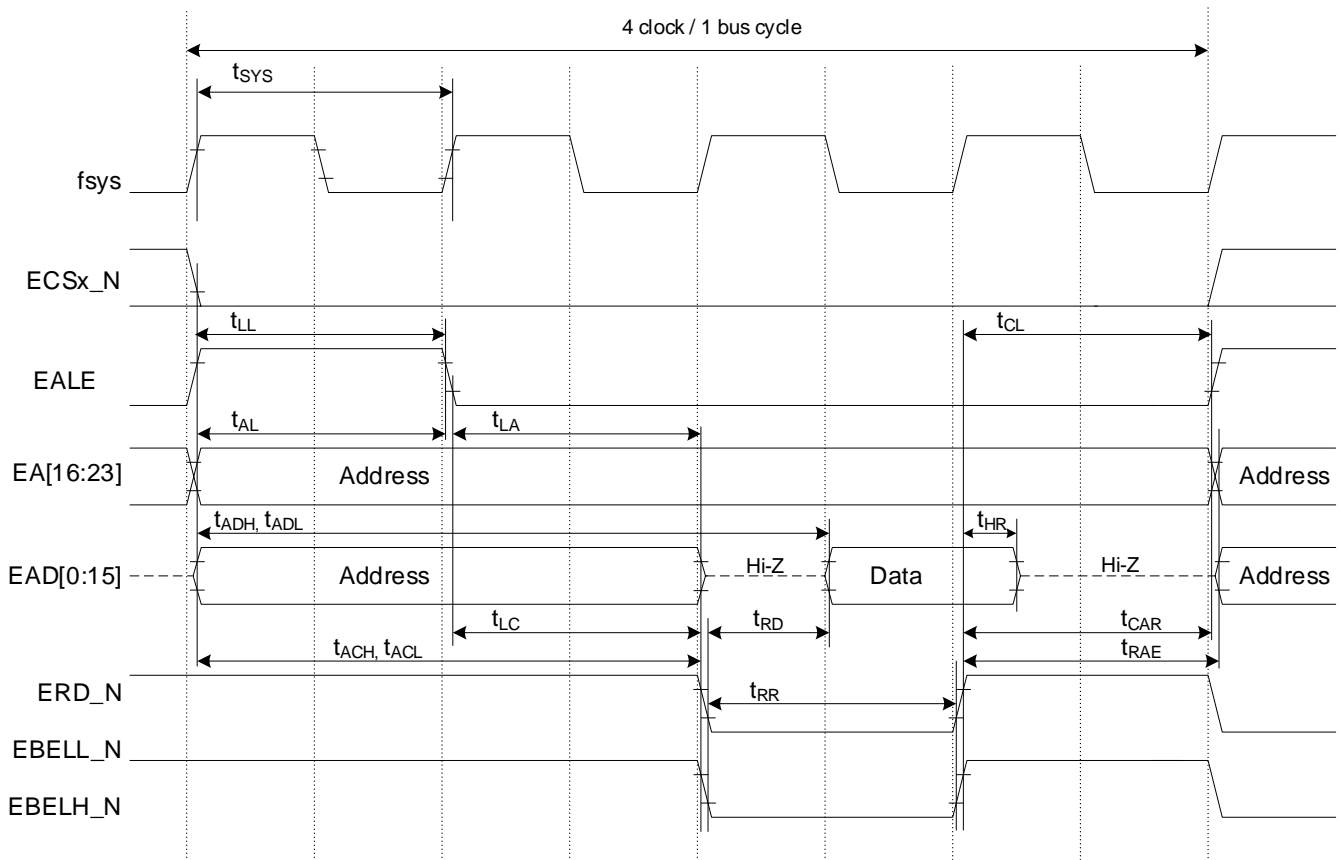 4 clock / 1 bus cycle
tSYS
fsys
ECSx_N
tLL
tCL
EALE
tAL
tLA
EA[16:23]
Address
Address
tADH, tADL
tHR
EAD[0:15]
Address
Hi-Z
Data
Hi-Z
Address
tLC
tRD
tCAR
tACH, tACL
tRAE
ERD_N
tRR
EBELL_N
EBELH_N